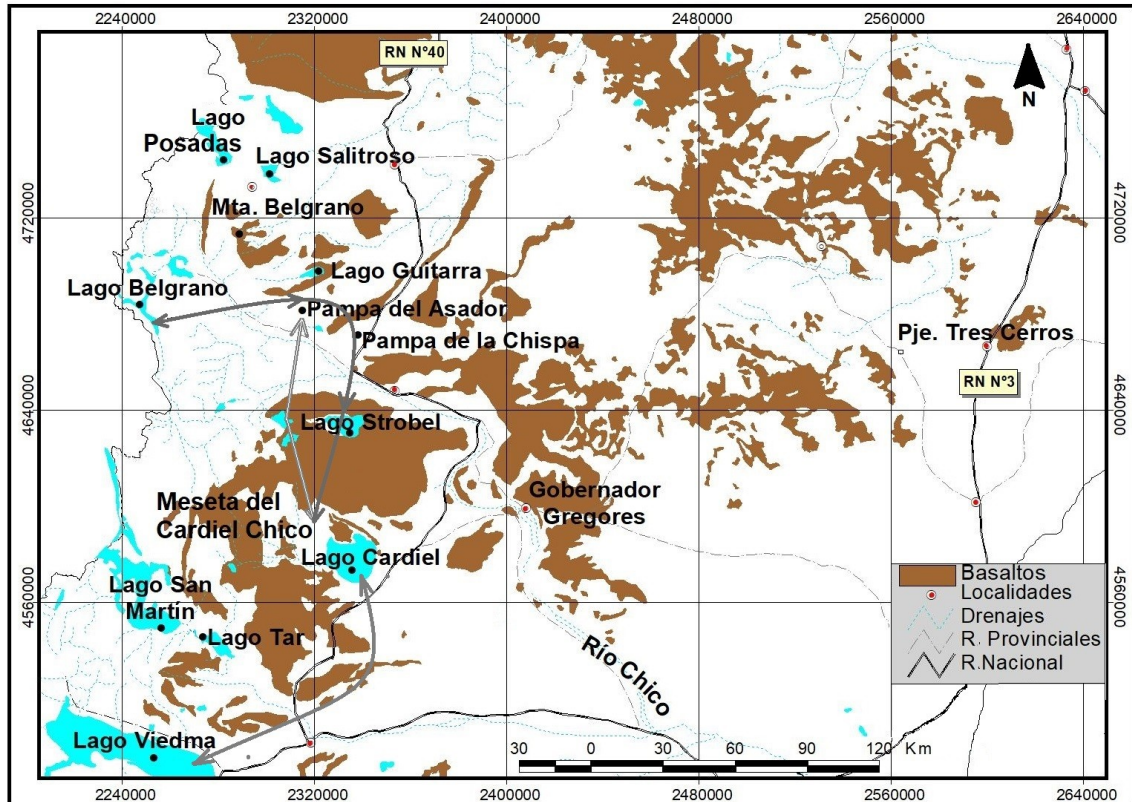 2240000 2320000 2400000 2480000 2560000 2640000
RN Nº40
N
Lago
Posadas
Lago Salitroso
Mta. Belgrano
4720000
4720000
Lago Guitarra
Lago Belgrano
Pampa del Asador
Pampa de la Chispa
Pje. Tres Cerros
RN Nº3
4640000
4640000
Lago Strobel
Meseta del
Cardiel Chico
Gobernador
Gregores
Lago Cardiel
Lago San
Martín
Lago Tar
4560000
4560000
Basaltos
Localidades
Drenajes
R. Provinciales
R.Nacional
Río Chico
Lago Viedma
30 0 30 60 90 120 Km
2240000 2320000 2400000 2480000 2560000 2640000